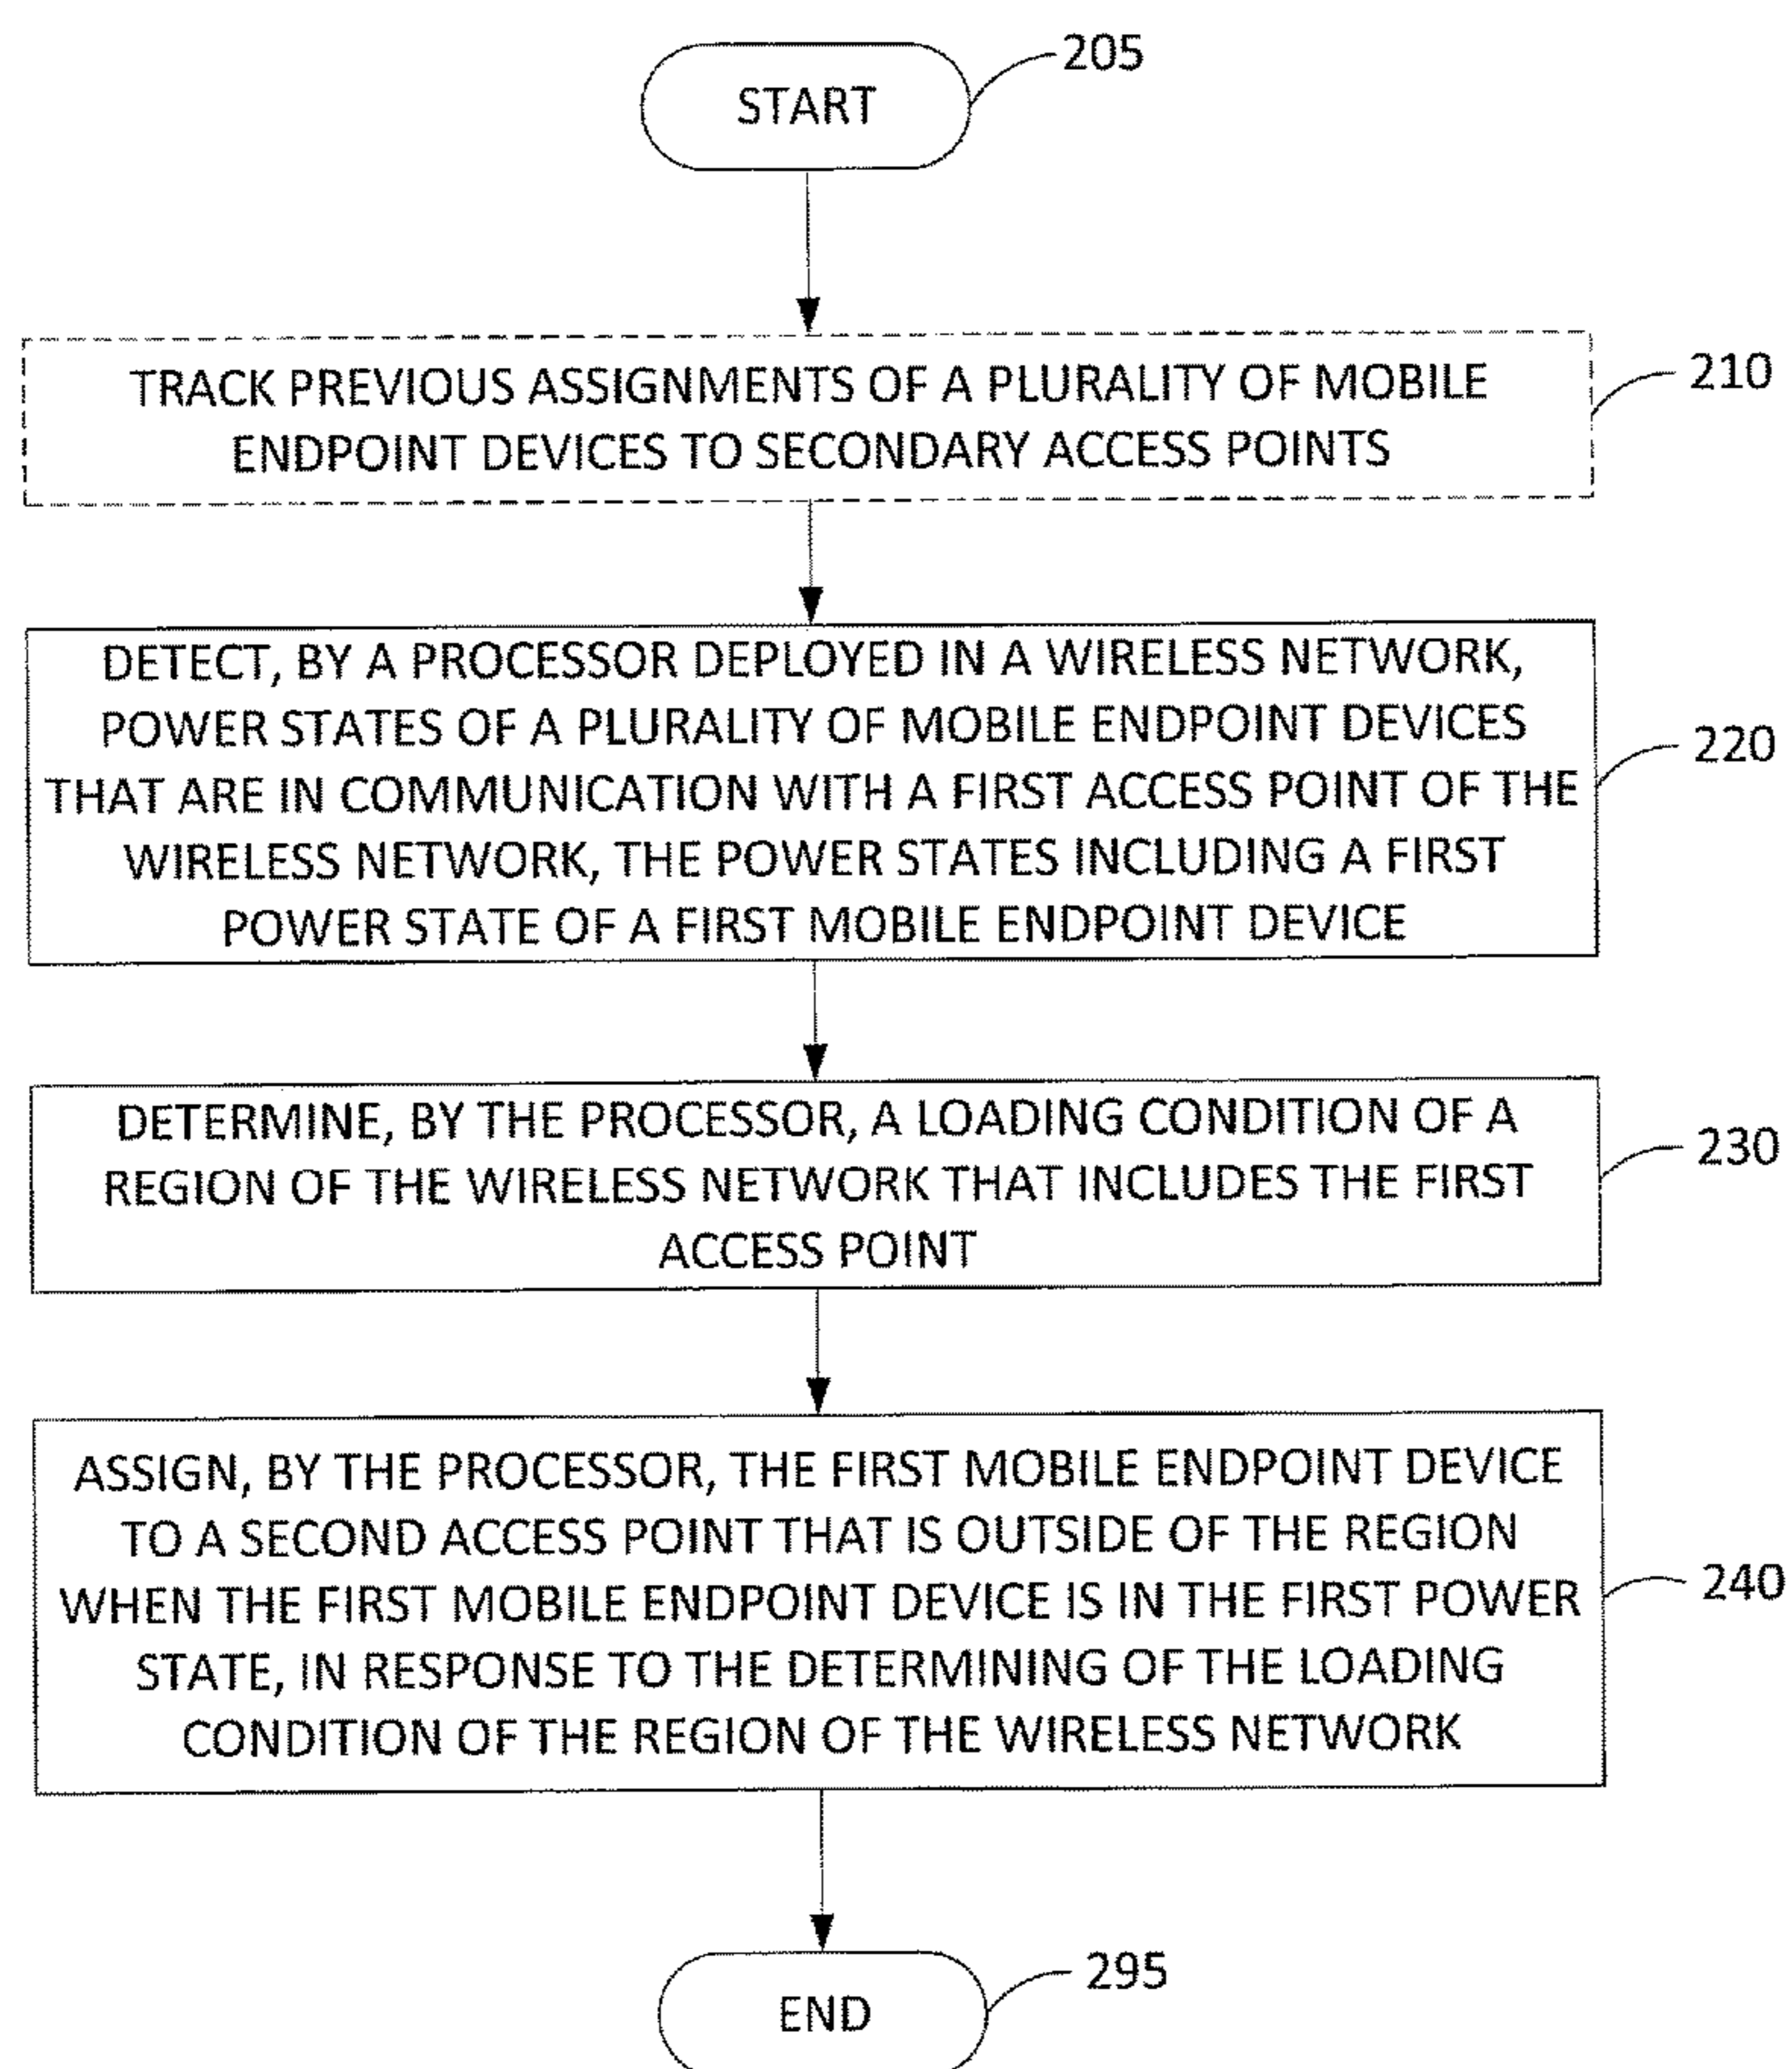 205
START
TRACK PREVIOUS ASSIGNMENTS OF A PLURALITY OF MOBILE
ENDPOINT DEVICES TO SECONDARY ACCESS POINTS
210
DETECT, BY A PROCESSOR DEPLOYED IN A WIRELESS NETWORK,
POWER STATES OF A PLURALITY OF MOBILE ENDPOINT DEVICES
THAT ARE IN COMMUNICATION WITH A FIRST ACCESS POINT OF THE
WIRELESS NETWORK, THE POWER STATES INCLUDING A FIRST
POWER STATE OF A FIRST MOBILE ENDPOINT DEVICE
220
DETERMINE, BY THE PROCESSOR, A LOADING CONDITION OF A
REGION OF THE WIRELESS NETWORK THAT INCLUDES THE FIRST
ACCESS POINT
230
ASSIGN, BY THE PROCESSOR, THE FIRST MOBILE ENDPOINT DEVICE
TO A SECOND ACCESS POINT THAT IS OUTSIDE OF THE REGION
WHEN THE FIRST MOBILE ENDPOINT DEVICE IS IN THE FIRST POWER
STATE, IN RESPONSE TO THE DETERMINING OF THE LOADING
CONDITION OF THE REGION OF THE WIRELESS NETWORK
240
295
END